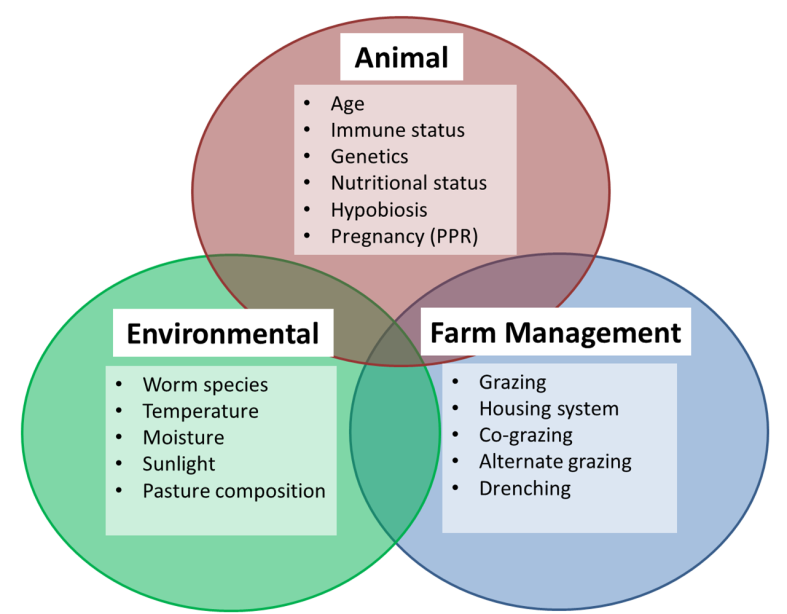 Animal
• Age
• Immune status
• Genetics
• Nutritional status
• Hypobiosis
• Pregnancy (PPR)
Environmental
• Worm species
• Temperature
• Moisture
• Sunlight
• Pasture composition
Farm Management
• Grazing
• Housing system
• Co-grazing
• Alternate grazing
• Drenching